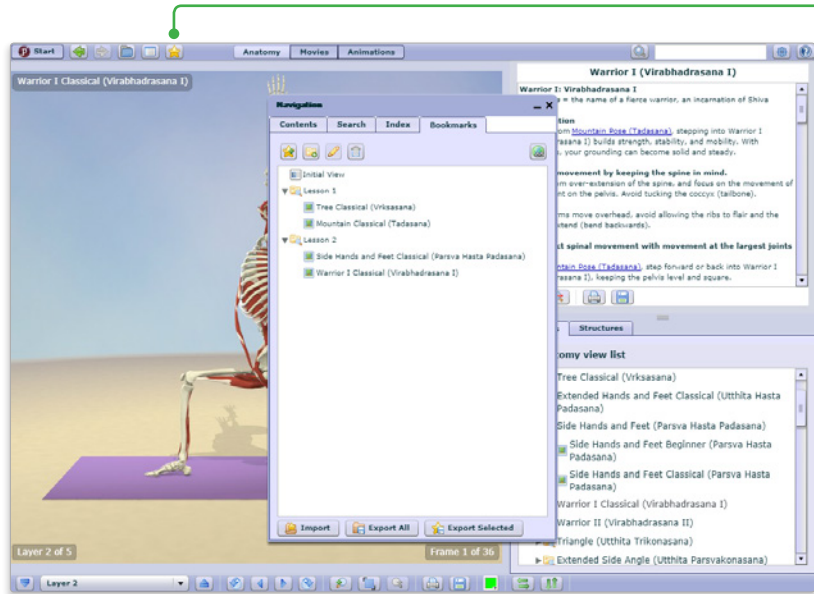 Start
Anatomy
Movies
Animations
Warrior I Classical (Virabhadrasana I)
Navigation
Contents
Search
Index
Bookmarks
Initial View
Lesson 1
Tree Classical (Vrksasana)
Mountain Classical (Tadasana)
Lesson 2
Side Hands and Feet Classical (Parsva Hasta Padasana)
Warrior I Classical (Virabhadrasana I)
Import
Export All
Export Selected
Layer 2 of 5
Frame 1 of 36
Layer 2
Warrior I (Virabhadrasana I)
Warrior I: Virabhadrasana I
= the name of a fierce warrior, an incarnation of Shiva
Mountain Pose (Tadasana), stepping into Warrior I
I) builds strength, stability, and mobility. With
your grounding can become solid and steady.
movement by keeping the spine in mind.
over-extension of the spine, and focus on the movement of
on the pelvis. Avoid tucking the coccyx (tailbone).
move overhead, avoid allowing the ribs to flair and the
(bend backwards).
spinal movement with movement at the largest joints
Pose (Tadasana), step forward or back into Warrior I
I), keeping the pelvis level and square.
Structures
view list
Tree Classical (Vrksasana)
Extended Hands and Feet Classical (Utthita Hasta
Padasana)
Side Hands and Feet (Parsva Hasta Padasana)
Side Hands and Feet Beginner (Parsva Hasta
Padasana)
Side Hands and Feet Classical (Parsva Hasta
Padasana)
Warrior I Classical (Virabhadrasana I)
Warrior II (Virabhadrasana II)
Triangle (Utthita Trikonasana)
Extended Side Angle (Utthita Parsvakonasana)